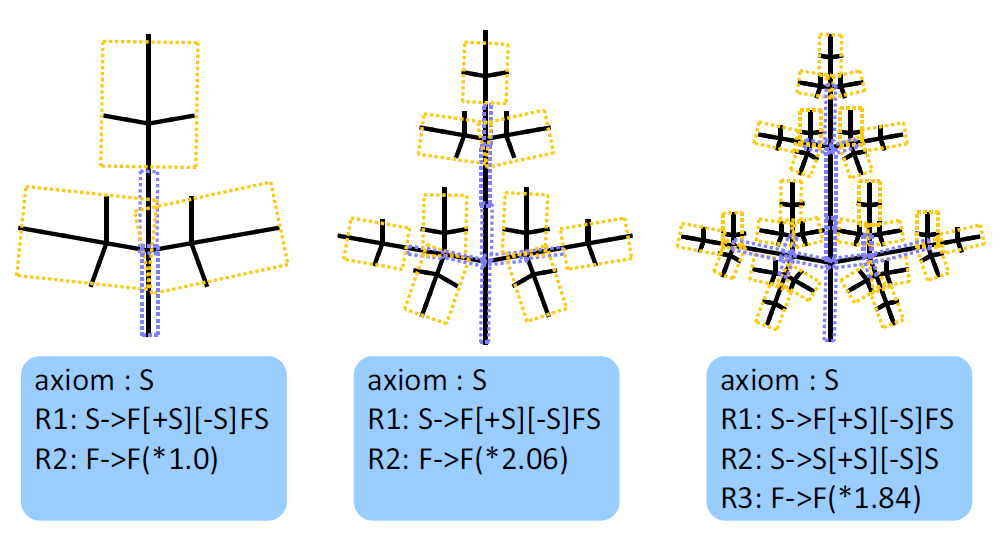 axiom : S
R1: S->F[+S][-S]FS
R2: F->F(*1.0)
axiom : S
R1: S->F[+S][-S]FS
R2: F->F(*2.06)
axiom : S
R1: S->F[+S][-S]FS
R2: S->S[+S][-S]S
R3: F->F(*1.84)